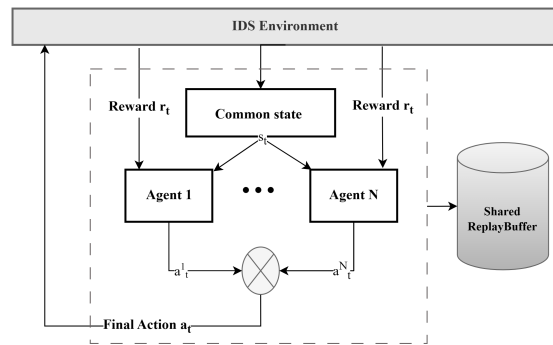 IDS Environment
Reward r_t
Reward r_t
Common state
s_t
Agent 1
Agent N
Shared
ReplayBuffer
a^1_t
a^N_t
Final Action a_t